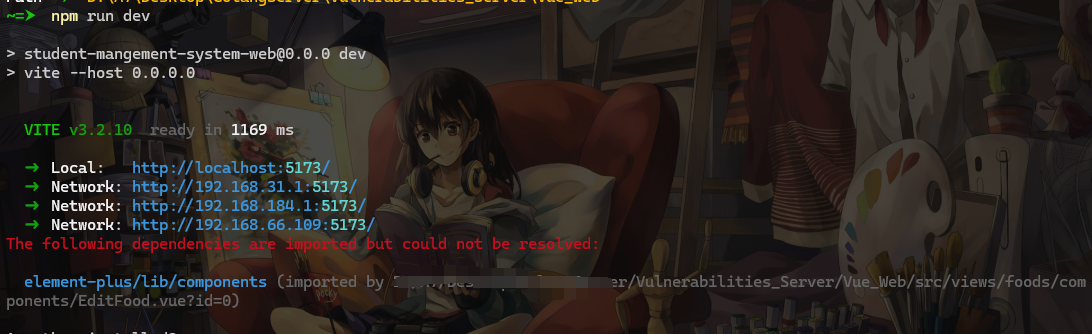 ~=> npm run dev
> student-mangement-system-web@0.0.0 dev
> vite --host 0.0.0.0
VITE v3.2.10 ready in 1169 ms
➜ Local: http://localhost:5173/
➜ Network: http://192.168.31.1:5173/
➜ Network: http://192.168.184.1:5173/
➜ Network: http://192.168.66.109:5173/
The following dependencies are imported but could not be resolved:
element-plus/lib/components (imported by er/Vulnerabilities_Server/Vue_Web/src/views/foods/com
ponents/EditFood.vue?id=0)